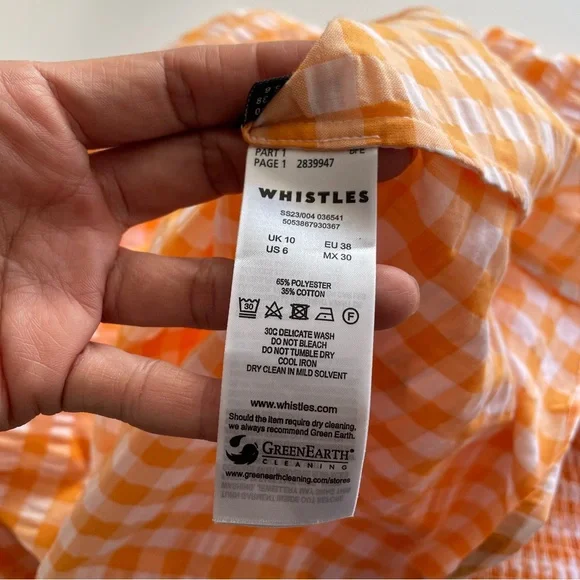 PART 1
PAGE 1 2839947
WHISTLES
SS23/004 036541
5053867930367
UK 10 EU 38
US 6 MX 30
65% POLYESTER
35% COTTON
30 F
30C DELICATE WASH
DO NOT BLEACH
DO NOT TUMBLE DRY
COOL IRON
DRY CLEAN IN MILD SOLVENT
www.whistles.com
Should the item require dry cleaning,
we always recommend Green Earth.
GREENEARTH®
CLEANING
www.greenearthcleaning.com/stores